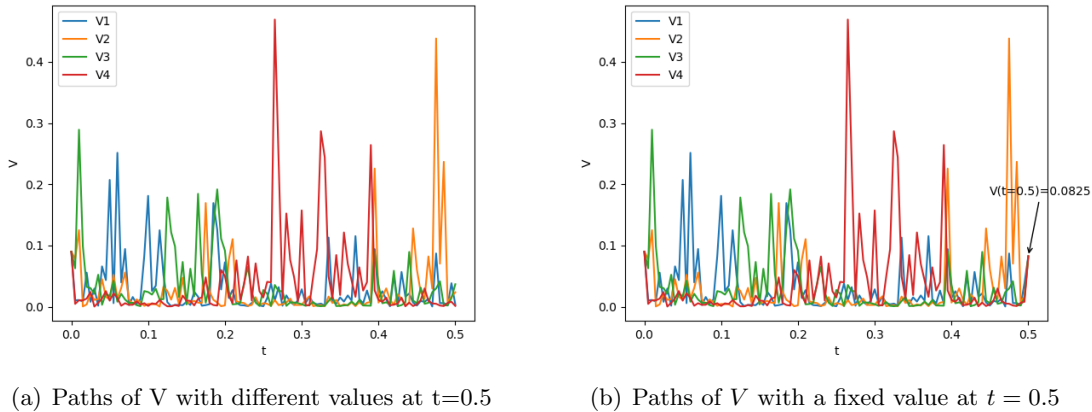 V1
V2
V3
V4
0.4
0.3
0.2
0.1
0.0
V
0.0
0.1
0.2
0.3
0.4
0.5
t
(a) Paths of V with different values at t=0.5
V1
V2
V3
V4
0.4
0.3
0.2
0.1
0.0
V
V(t=0.5)=0.0825
0.0
0.1
0.2
0.3
0.4
0.5
t
(b) Paths of V with a fixed value at t = 0.5